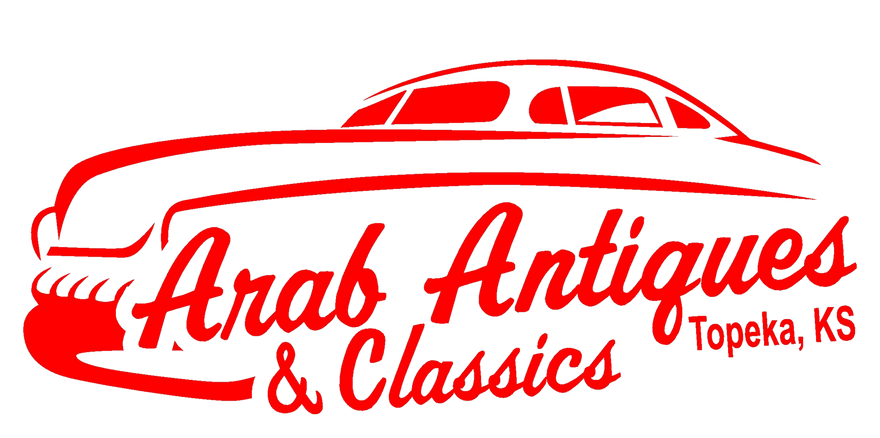 Arab Antiques
& Classics
Topeka, KS